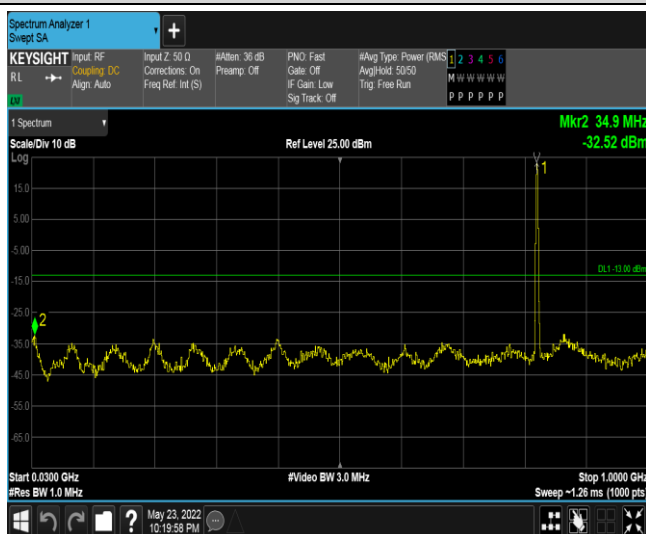 Spectrum Analyzer 1
Swept SA
+
KEYSIGHT Input: RF Input Z: 50 Ω #Atten: 36 dB PNO: Fast #Avg Type: Power (RMS 1 2 3 4 5 6
RL Coupling: DC Corrections: On Preamp: Off Gate: Off Avg|Hold: 50/50 M W W W W W
Align: Auto Freq Ref: Int (S) IF Gain: Low Trig: Free Run
Sig Track: Off P P P P P P
1 Spectrum
Mkr2 34.9 MHz
Scale/Div 10 dB Ref Level 25.00 dBm -32.52 dBm
Log
1
15.0
5.00
DL1 -13.00 dBm
-5.00
-15.0
-25.0
2
-35.0
-45.0
-55.0
-65.0
Start 0.0300 GHz #Video BW 3.0 MHz Stop 1.0000 GHz
#Res BW 1.0 MHz Sweep ~1.26 ms (1000 pts)
? May 23, 2022
10:19:58 PM